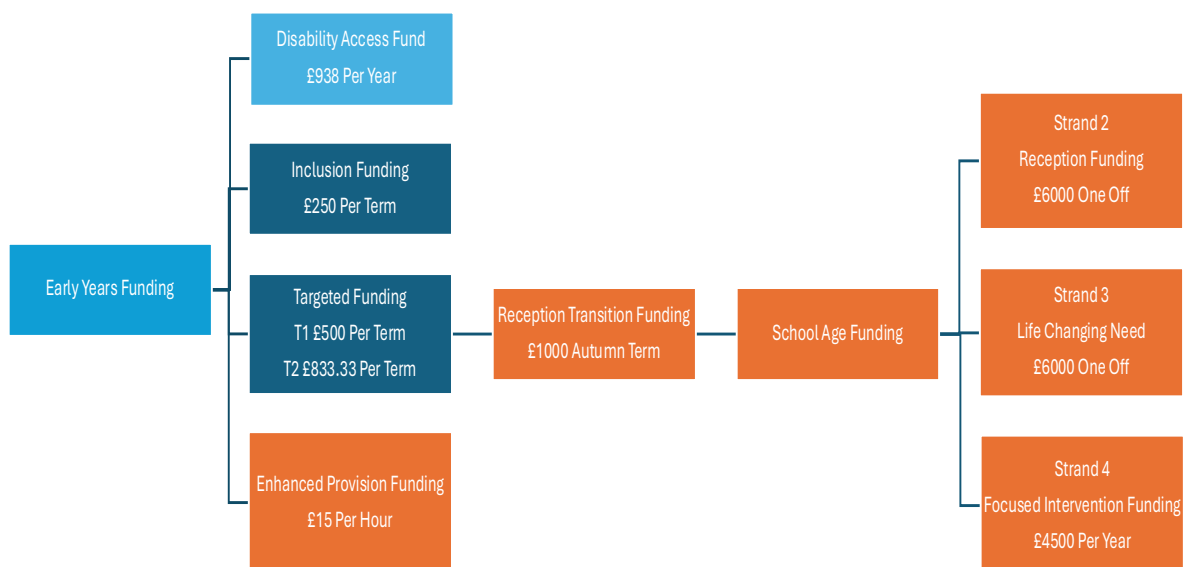 Early Years Funding
Disability Access Fund
£938 Per Year
Inclusion Funding
£250 Per Term
Targeted Funding
T1 £500 Per Term
T2 £833.33 Per Term
Enhanced Provision Funding
£15 Per Hour
Reception Transition Funding
£1000 Autumn Term
School Age Funding
Strand 2
Reception Funding
£6000 One Off
Strand 3
Life Changing Need
£6000 One Off
Strand 4
Focused Intervention Funding
£4500 Per Year